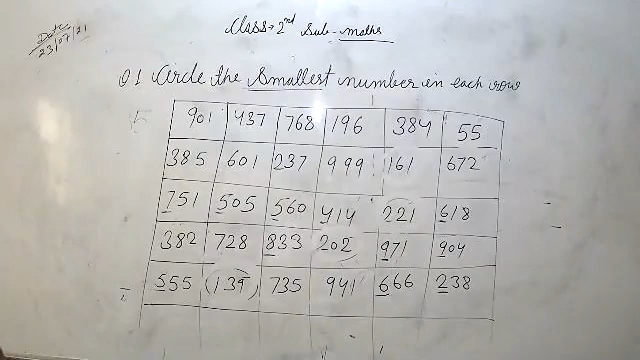 Date
23/07/21
Class → 2nd Sub - maths
Q1 Circle the Smallest number in each row
901 437 768 196 384 55
385 601 237 999 161 672
751 505 560 414 221 618
382 728 833 202 971 904
555 (139) 735 941 666 238